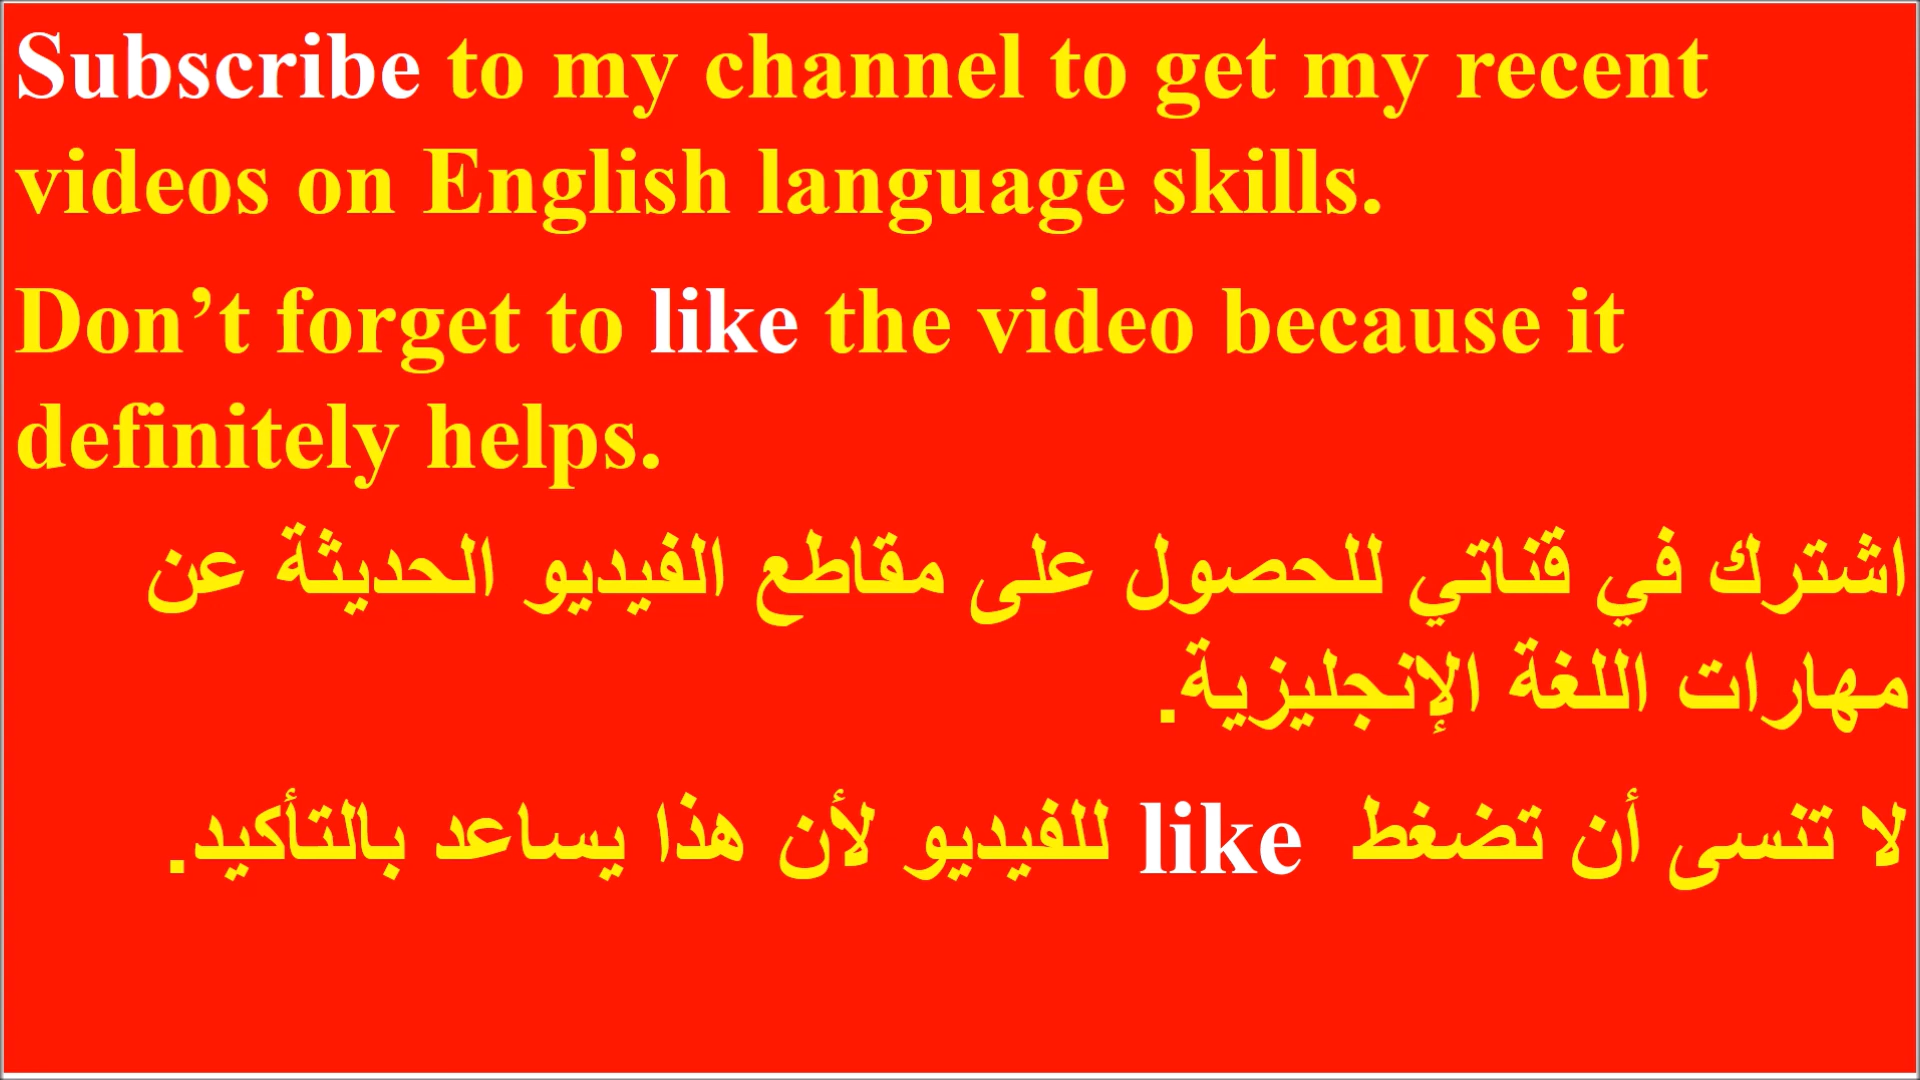 Subscribe to my channel to get my recent
videos on English language skills.
Don’t forget to like the video because it
definitely helps.
اشترك في قناتي للحصول على مقاطع الفيديو الحديثة عن
مهارات اللغة الإنجليزية.
لا تنسى أن تضغط like للفيديو لأن هذا يساعد بالتأكيد.